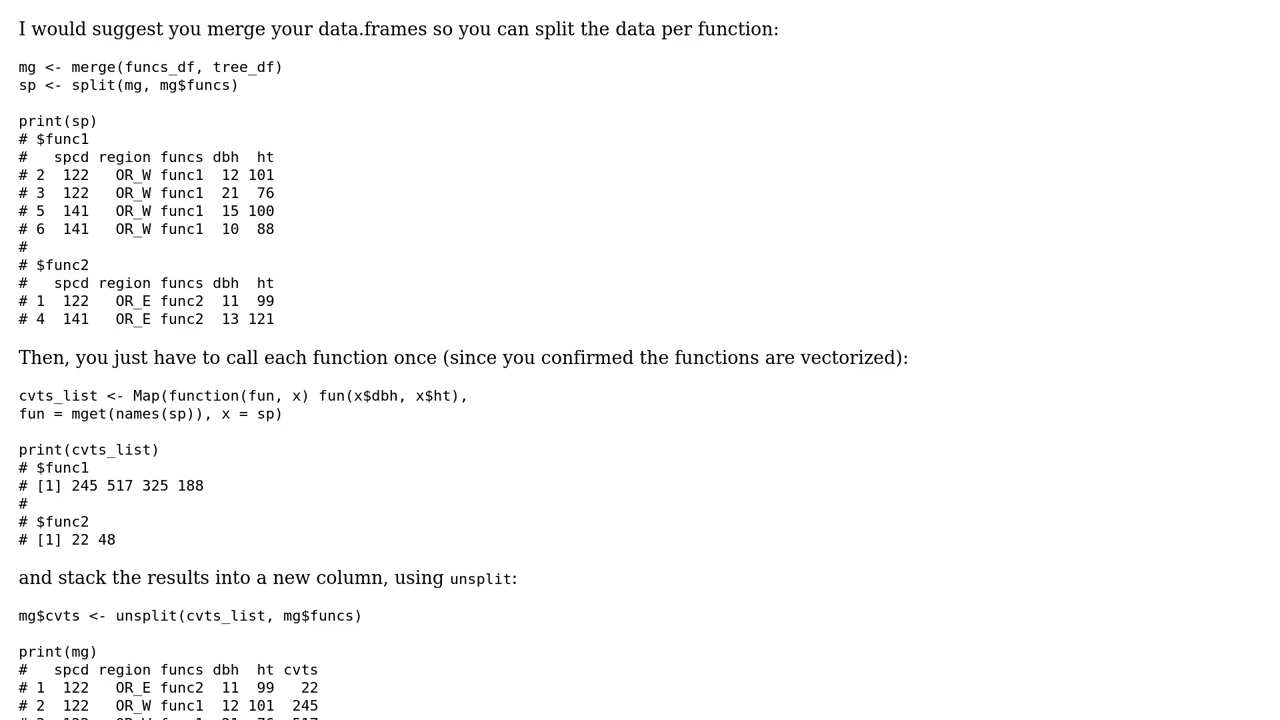 I would suggest you merge your data.frames so you can split the data per function:
mg <- merge(funcs_df, tree_df)
sp <- split(mg, mg$funcs)
print(sp)
# $func1
#   spcd region funcs dbh  ht
# 2  122   OR_W func1  12 101
# 3  122   OR_W func1  21  76
# 5  141   OR_W func1  15 100
# 6  141   OR_W func1  10  88
#
# $func2
#   spcd region funcs dbh  ht
# 1  122   OR_E func2  11  99
# 4  141   OR_E func2  13 121
Then, you just have to call each function once (since you confirmed the functions are vectorized):
cvts_list <- Map(function(fun, x) fun(x$dbh, x$ht),
fun = mget(names(sp)), x = sp)
print(cvts_list)
# $func1
# [1] 245 517 325 188
#
# $func2
# [1] 22 48
and stack the results into a new column, using unsplit:
mg$cvts <- unsplit(cvts_list, mg$funcs)
print(mg)
#   spcd region funcs dbh  ht cvts
# 1  122   OR_E func2  11  99   22
# 2  122   OR_W func1  12 101  245